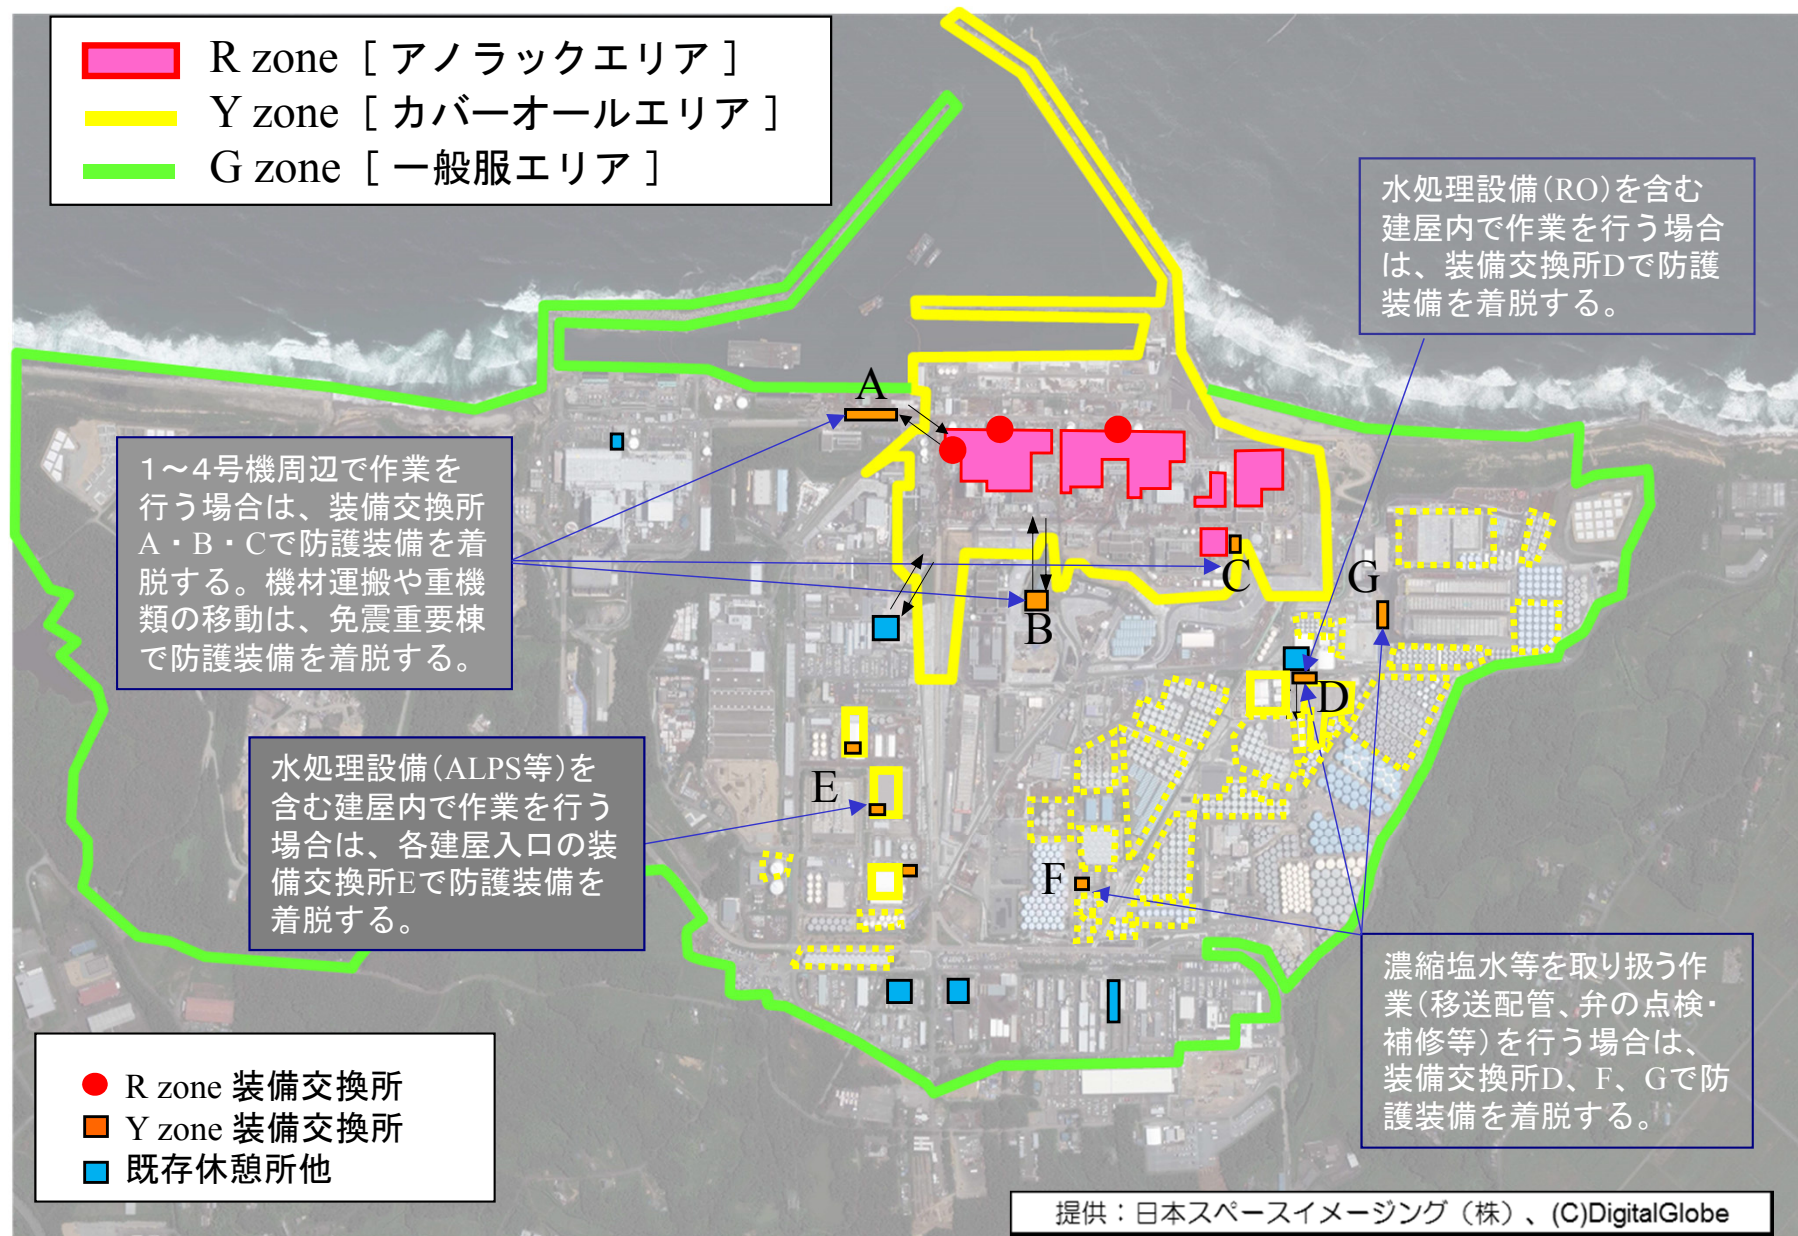 R zone［アノラックエリア］
Y zone［カバーオールエリア］
G zone［一般服エリア］
水処理設備(RO)を含む
建屋内で作業を行う場合
は、装備交換所Dで防護
装備を着脱する。
A
1～4号機周辺で作業を
行う場合は、装備交換所
A・B・Cで防護装備を着
脱する。機材運搬や重機
類の移動は、免震重要棟
で防護装備を着脱する。
C
G
B
D
水処理設備(ALPS等)を
含む建屋内で作業を行う
場合は、各建屋入口の装
備交換所Eで防護装備を
着脱する。
E
F
濃縮塩水等を取り扱う作
業(移送配管、弁の点検・
補修等)を行う場合は、
装備交換所D、F、Gで防
護装備を着脱する。
R zone 装備交換所
Y zone 装備交換所
既存休憩所他
提供：日本スペースイメージング（株）、(C)DigitalGlobe